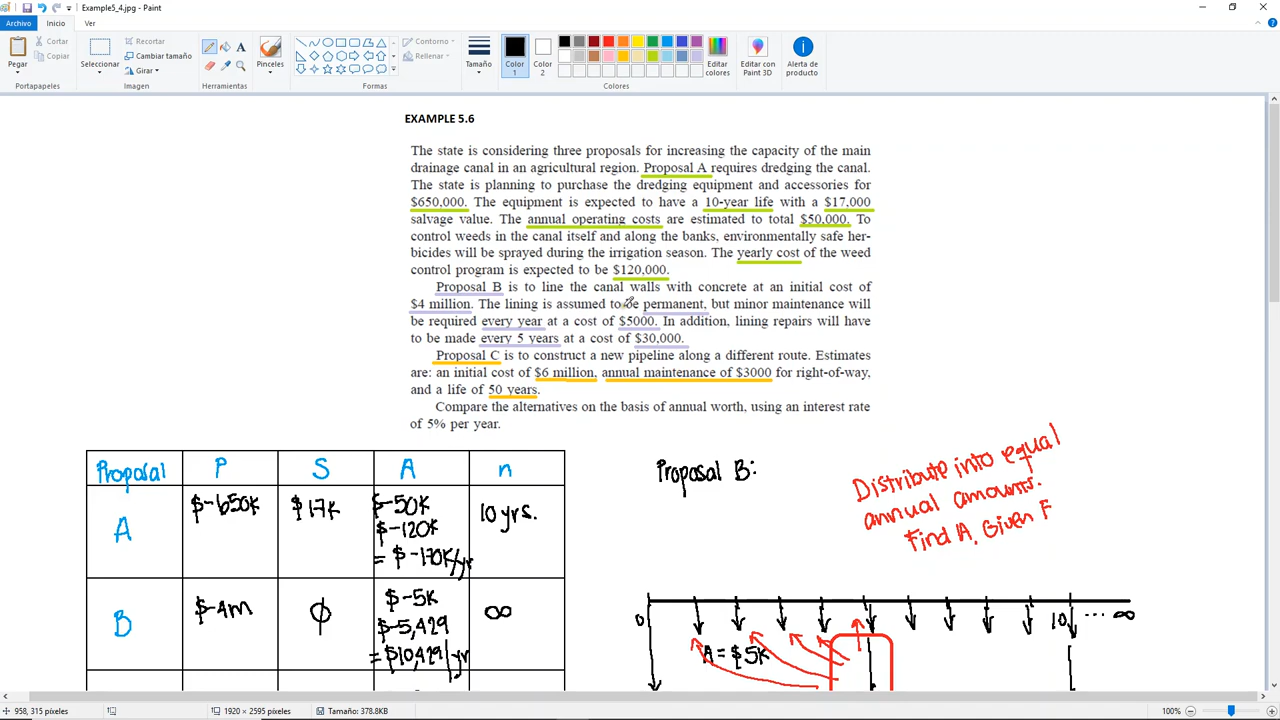 Example5_4.jpg - Paint
Archivo
Inicio
Ver
Pegar
Cortar
Copiar
Portapapeles
Seleccionar
Recortar
Cambiar tamaño
Girar
Imagen
Herramientas
Pinceles
Contorno
Rellenar
Formas
Tamaño
Color 1
Color 2
Colores
Editar colores
Editar con Paint 3D
Alerta de producto
EXAMPLE 5.6
The state is considering three proposals for increasing the capacity of the main
drainage canal in an agricultural region. Proposal A requires dredging the canal.
The state is planning to purchase the dredging equipment and accessories for
$650,000. The equipment is expected to have a 10-year life with a $17,000
salvage value. The annual operating costs are estimated to total $50,000. To
control weeds in the canal itself and along the banks, environmentally safe her-
bicides will be sprayed during the irrigation season. The yearly cost of the weed
control program is expected to be $120,000.
Proposal B is to line the canal walls with concrete at an initial cost of
$4 million. The lining is assumed to be permanent, but minor maintenance will
be required every year at a cost of $5000. In addition, lining repairs will have
to be made every 5 years at a cost of $30,000.
Proposal C is to construct a new pipeline along a different route. Estimates
are: an initial cost of $6 million, annual maintenance of $3000 for right-of-way,
and a life of 50 years.
Compare the alternatives on the basis of annual worth, using an interest rate
of 5% per year.
Proposal P S A n
A $-650K $17K $-50K 10 yrs.
$-120K
= $-170K/yr
B $-4m ϕ $-5K ∞
$-5,429
= $10,429/yr
Proposal B:
Distribute into equal
annual amounts.
Find A, Given F
0 10 ... ∞
A = $5K
958, 315 píxeles
1920 × 2595 píxeles
Tamaño: 378.8KB
100%